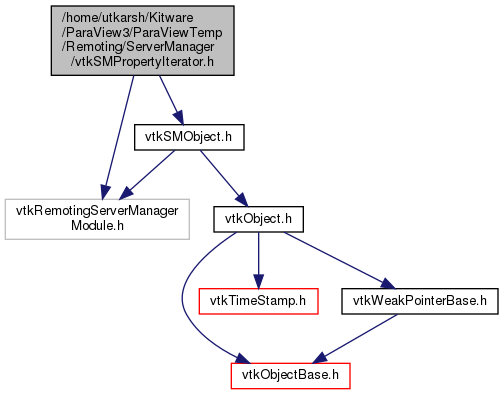 /home/utkarsh/Kitware
/ParaView3/ParaViewTemp
/Remoting/ServerManager
/vtkSMPropertyIterator.h
vtkSMObject.h
vtkRemotingServerManager
Module.h
vtkObject.h
vtkTimeStamp.h
vtkWeakPointerBase.h
vtkObjectBase.h